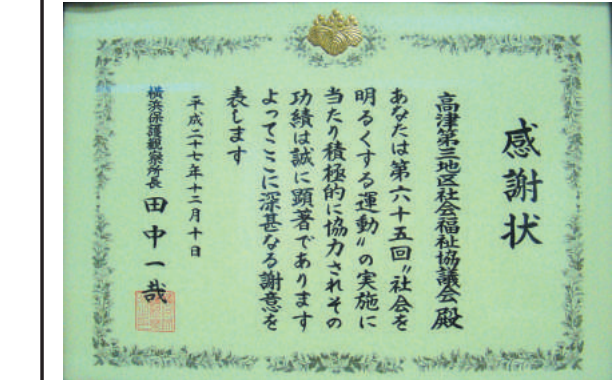 感謝状
高津第三地区社会福祉協議会殿
あなたは第六十五回〝社会を
明るくする運動〟の実施に
当たり積極的に協力されその
功績は誠に顕著であります
よってここに深甚なる謝意を
表します
平成二十七年十二月十日
横浜保護観察所長 田中一哉